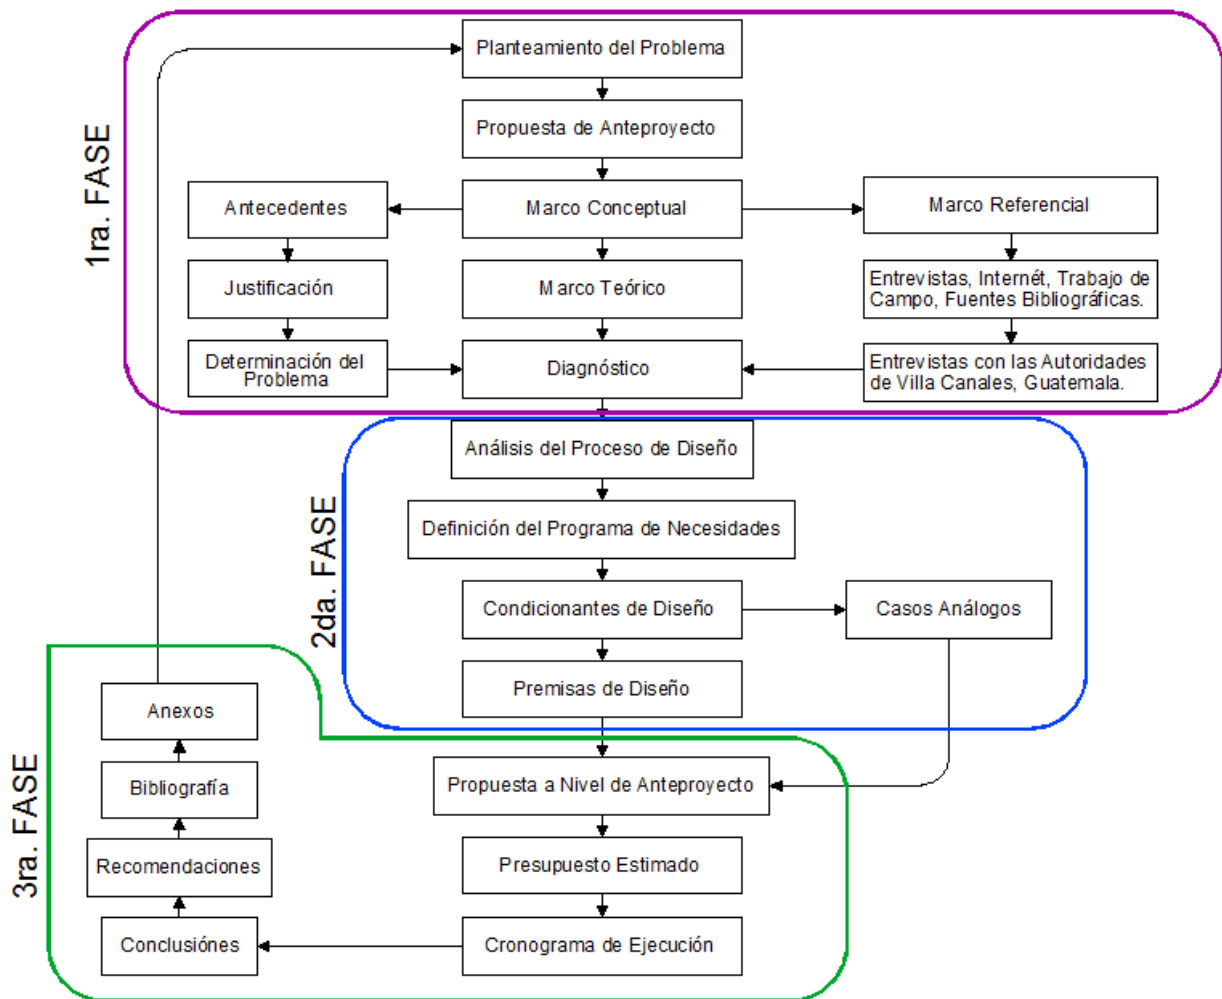 1ra. FASE
Planteamiento del Problema
Propuesta de Anteproyecto
Antecedentes
Marco Conceptual
Marco Referencial
Justificación
Marco Teórico
Entrevistas, Internét, Trabajo de
Campo, Fuentes Bibliográficas.
Determinación del
Problema
Diagnóstico
Entrevistas con las Autoridades
de Villa Canales, Guatemala.
2da. FASE
Análisis del Proceso de Diseño
Definición del Programa de Necesidades
Condicionantes de Diseño
Casos Análogos
Premisas de Diseño
3ra. FASE
Anexos
Propuesta a Nivel de Anteproyecto
Bibliografía
Presupuesto Estimado
Recomendaciones
Cronograma de Ejecución
Conclusiónes